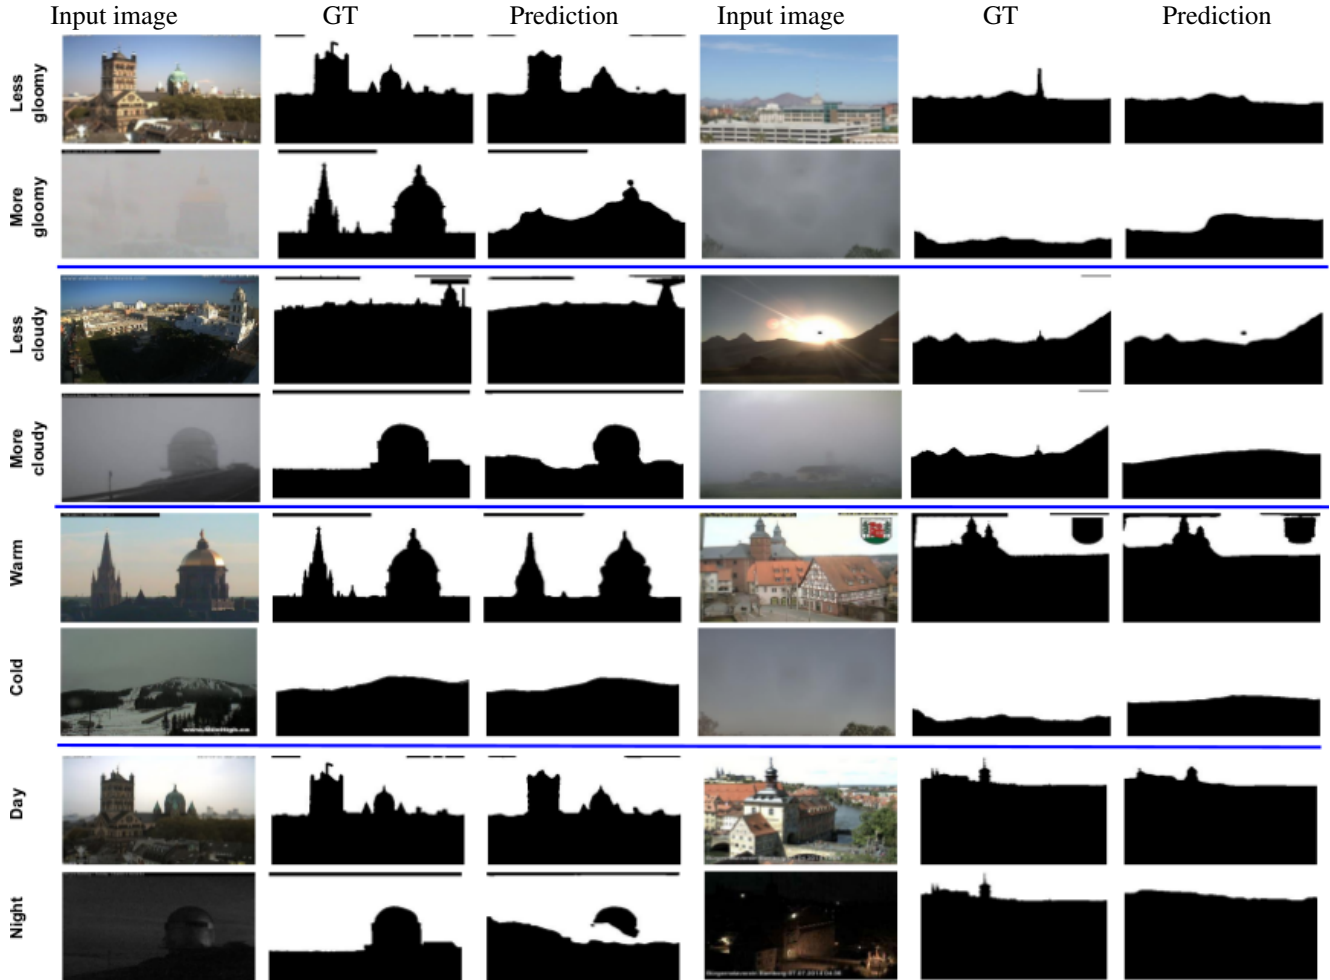 Input image GT Prediction Input image GT Prediction
Less
gloomy
More
gloomy
Less
cloudy
More
cloudy
Warm
Cold
Day
Night